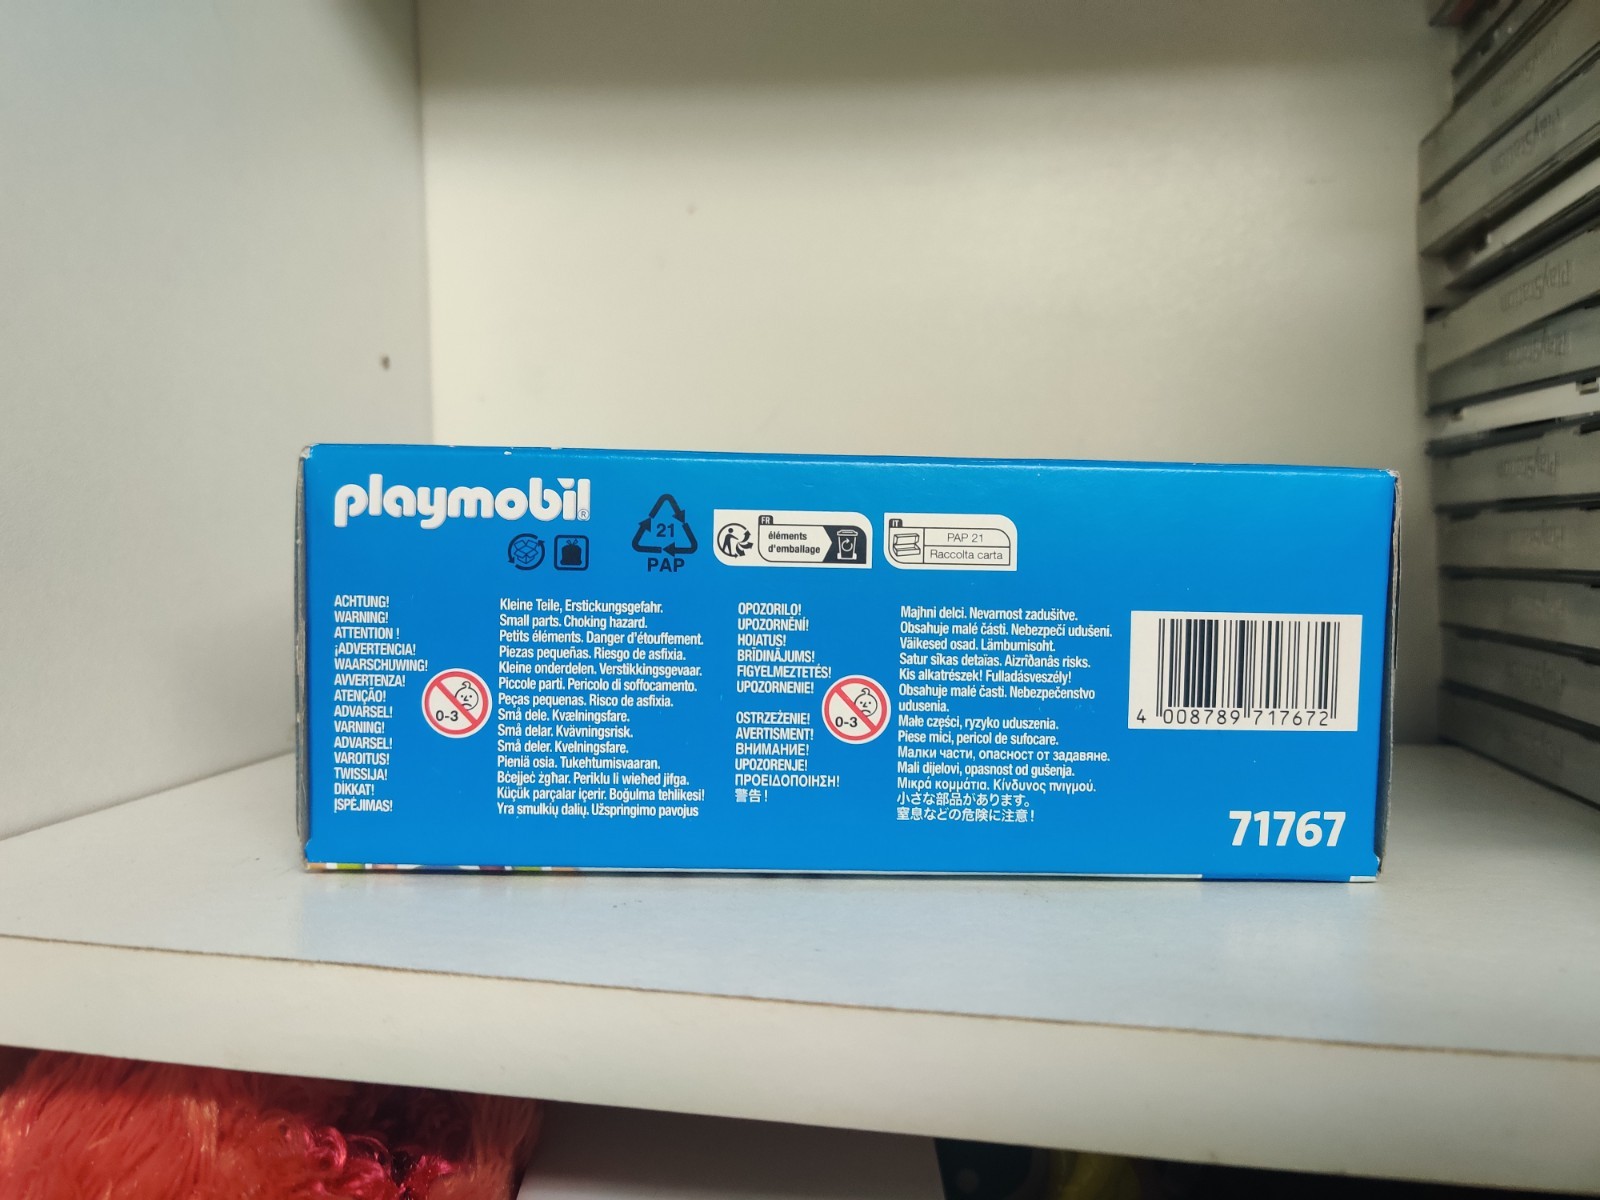 playmobil®
21
PAP
FR
éléments
d'emballage
IT
PAP 21
Raccolta carta
ACHTUNG!
WARNING!
ATTENTION !
¡ADVERTENCIA!
WAARSCHUWING!
AVVERTENZA!
ATENÇÃO!
ADVARSEL!
VARNING!
ADVARSEL!
VAROITUS!
TWISSIJA!
DIKKAT!
ĮSPĖJIMAS!
0-3
Kleine Teile, Erstickungsgefahr.
Small parts. Choking hazard.
Petits éléments. Danger d'étouffement.
Piezas pequeñas. Riesgo de asfixia.
Kleine onderdelen. Verstikkingsgevaar.
Piccole parti. Pericolo di soffocamento.
Peças pequenas. Risco de asfixia.
Små dele. Kvælningsfare.
Små delar. Kvävningsrisk.
Små deler. Kvelningsfare.
Pieniä osia. Tukehtumisvaaran.
Bċejjeċ żgħar. Periklu li wieħed jifga.
Küçük parçalar içerir. Boğulma tehlikesi!
Yra smulkių dalių. Užspringimo pavojus
OPOZORILO!
UPOZORNĚNÍ!
HOIATUS!
BRĪDINĀJUMS!
FIGYELMEZTETÉS!
UPOZORNENIE!
OSTRZEŻENIE!
AVERTISMENT!
ВНИМАНИЕ!
UPOZORENJE!
ΠΡΟΕΙΔΟΠΟΙΗΣΗ!
警告！
0-3
Majhni delci. Nevarnost zadušitve.
Obsahuje malé části. Nebezpečí udušení.
Väikesed osad. Lämbumisoht.
Satur sīkas detaļas. Aizrīšanās risks.
Kis alkatrészek! Fulladásveszély!
Obsahuje malé časti. Nebezpečenstvo
udusenia.
Małe części, ryzyko uduszenia.
Piese mici, pericol de sufocare.
Малки части, опасност от задавяне.
Mali dijelovi, opasnost od gušenja.
Μικρά κομμάτια. Κίνδυνος πνιγμού.
小さな部品があります。
窒息などの危険に注意！
4 008789 717672
71767
PlayStation
PlayStation
PlayStation